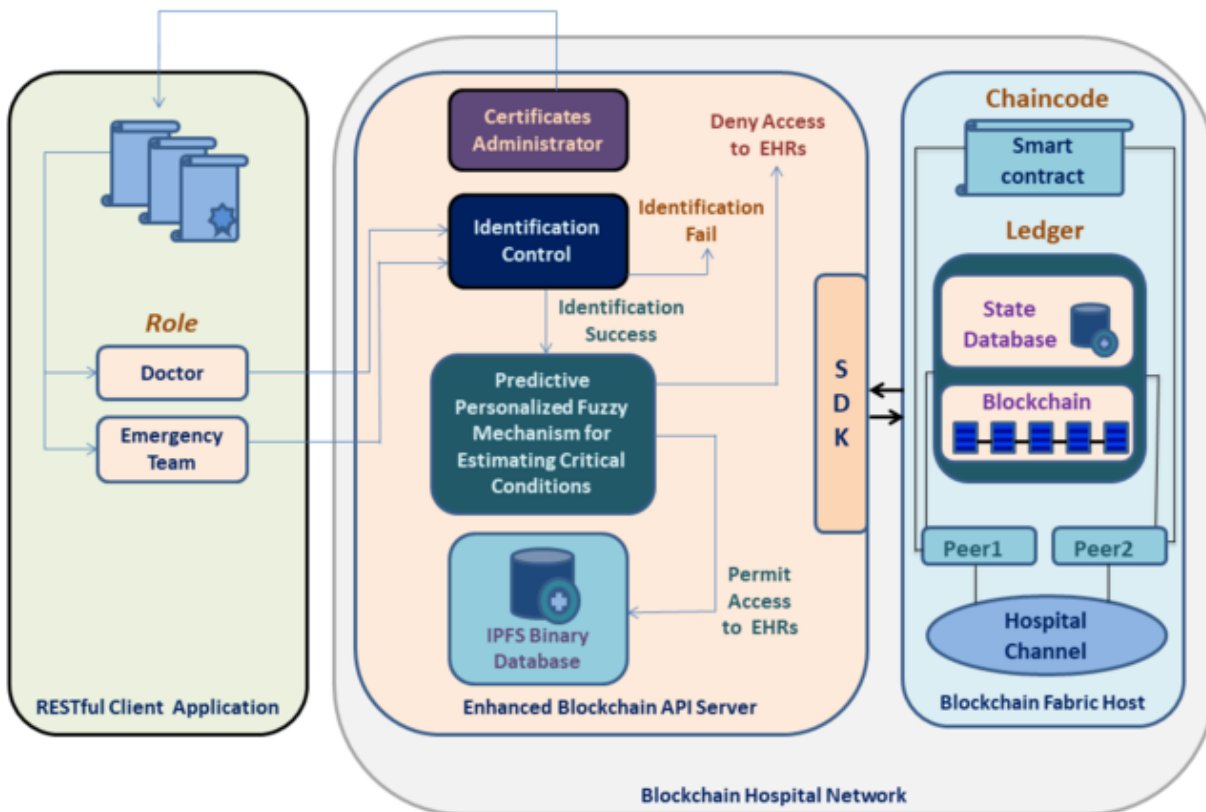 Role
Doctor
Emergency
Team
RESTful Client Application
Certificates
Administrator
Deny Access
to EHRs
Identification
Control
Identification
Fail
Identification
Success
Predictive
Personalized Fuzzy
Mechanism for
Estimating Critical
Conditions
IPFS Binary
Database
Permit
Access
to EHRs
Enhanced Blockchain API Server
S
D
K
Chaincode
Smart
contract
Ledger
State
Database
Blockchain
Peer1
Peer2
Hospital
Channel
Blockchain Fabric Host
Blockchain Hospital Network